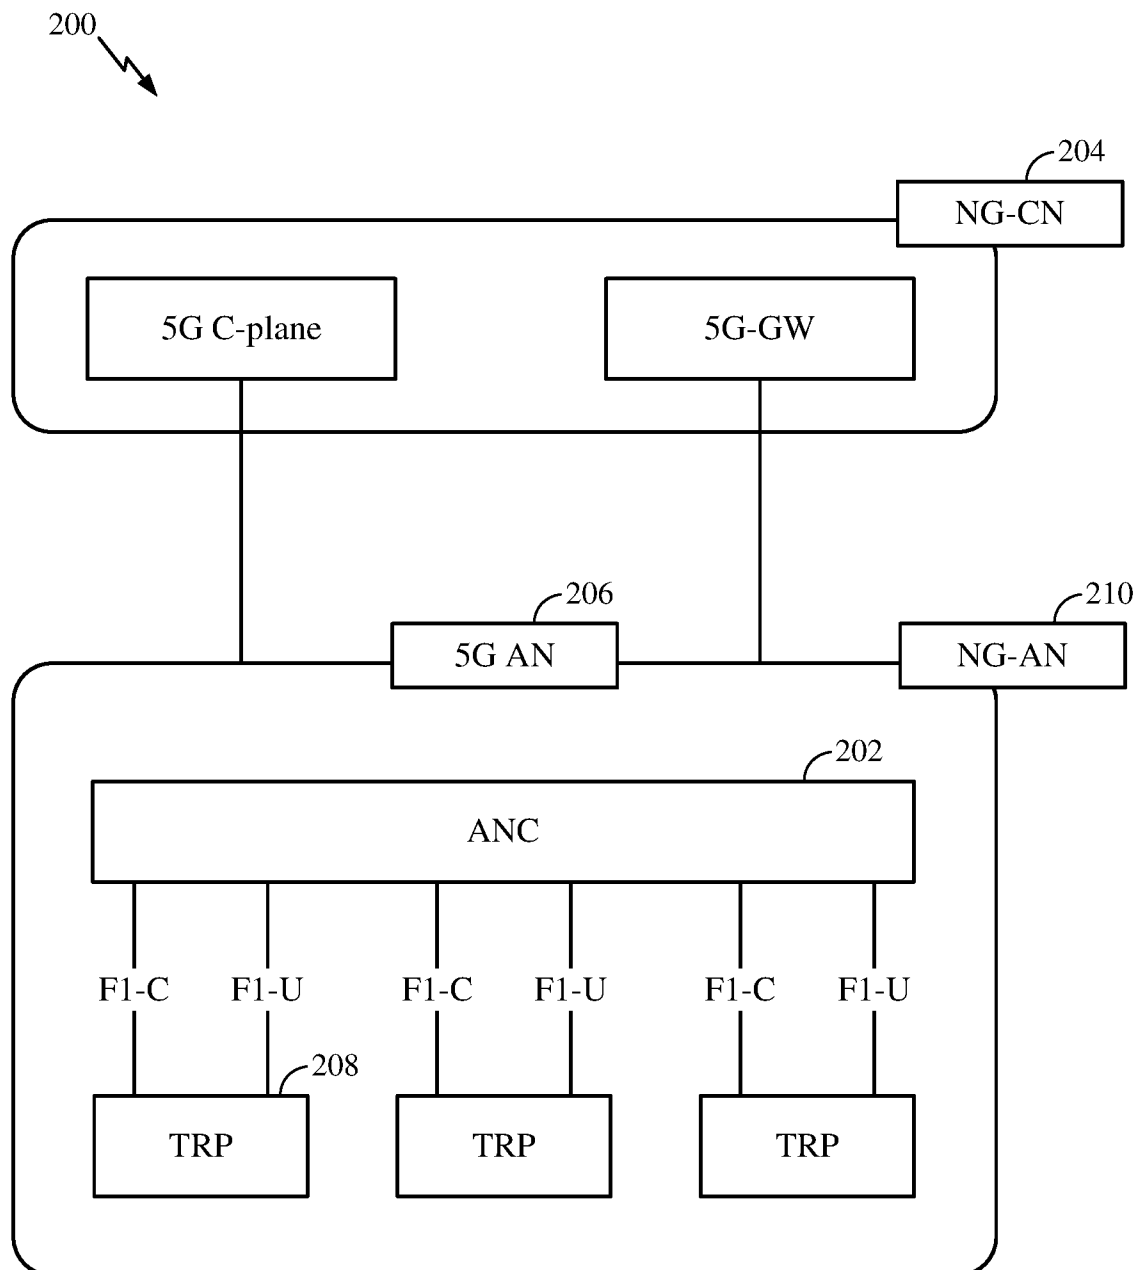 200
204
NG-CN
5G C-plane
5G-GW
206
210
5G AN
NG-AN
202
ANC
F1-C F1-U F1-C F1-U F1-C F1-U
208
TRP TRP TRP